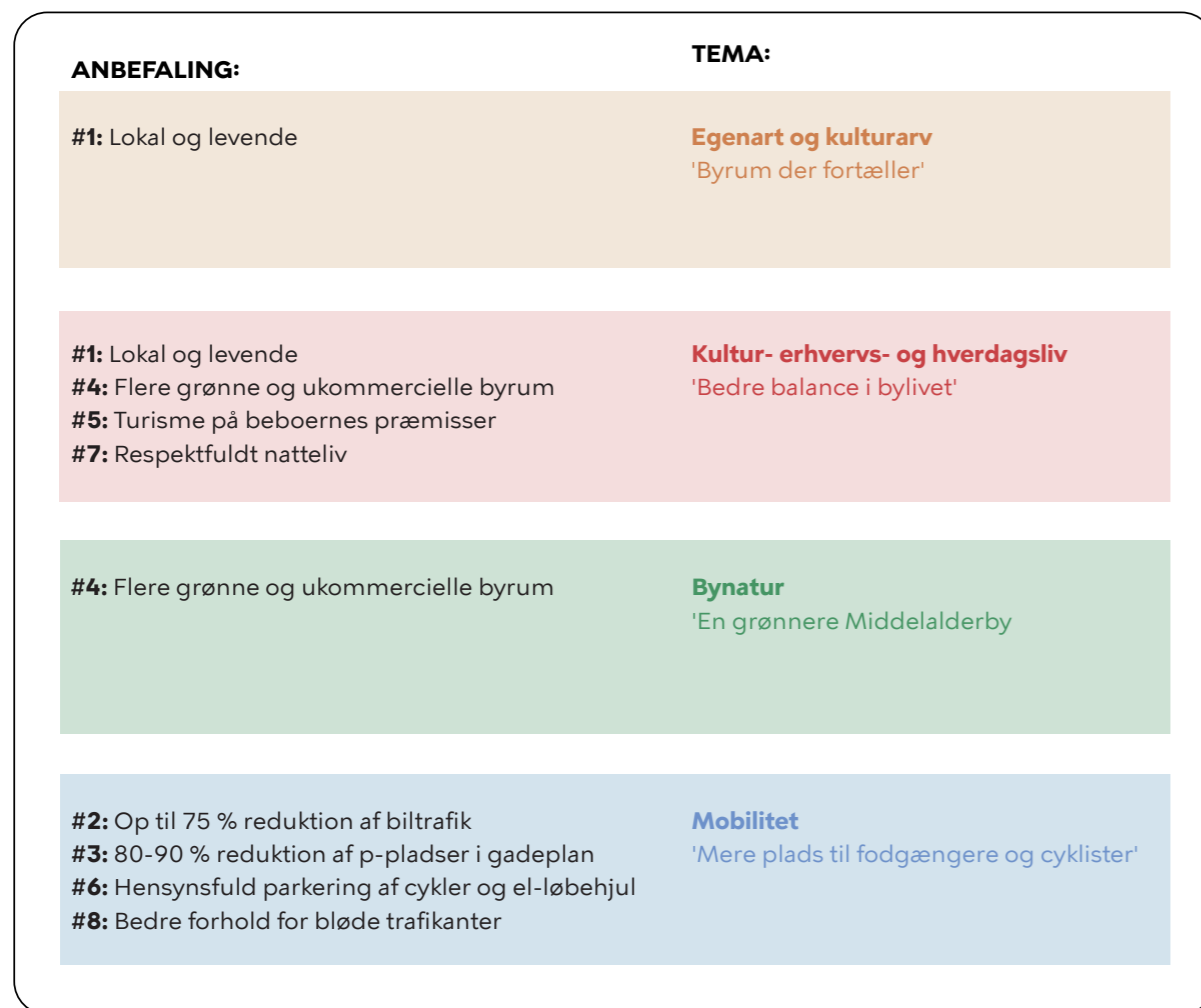 ANBEFALING:
TEMA:
#1: Lokal og levende
Egenart og kulturarv
'Byrum der fortæller'
#1: Lokal og levende
#4: Flere grønne og ukommercielle byrum
#5: Turisme på beboernes præmisser
#7: Respektfuldt natteliv
Kultur- erhvervs- og hverdagsliv
'Bedre balance i bylivet'
#4: Flere grønne og ukommercielle byrum
Bynatur
'En grønnere Middelalderby
#2: Op til 75 % reduktion af biltrafik
#3: 80-90 % reduktion af p-pladser i gadeplan
#6: Hensynsfuld parkering af cykler og el-løbehjul
#8: Bedre forhold for bløde trafikanter
Mobilitet
'Mere plads til fodgængere og cyklister'